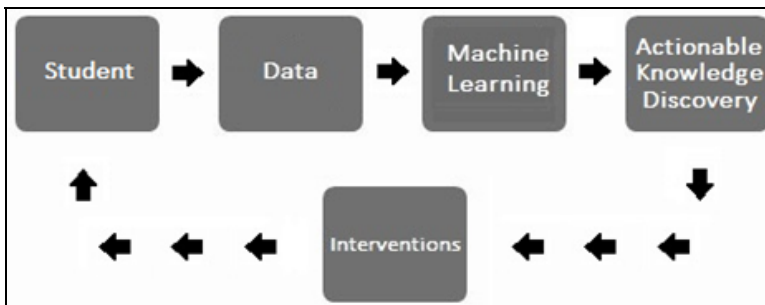 Student
Data
Machine
Learning
Actionable
Knowledge
Discovery
Interventions